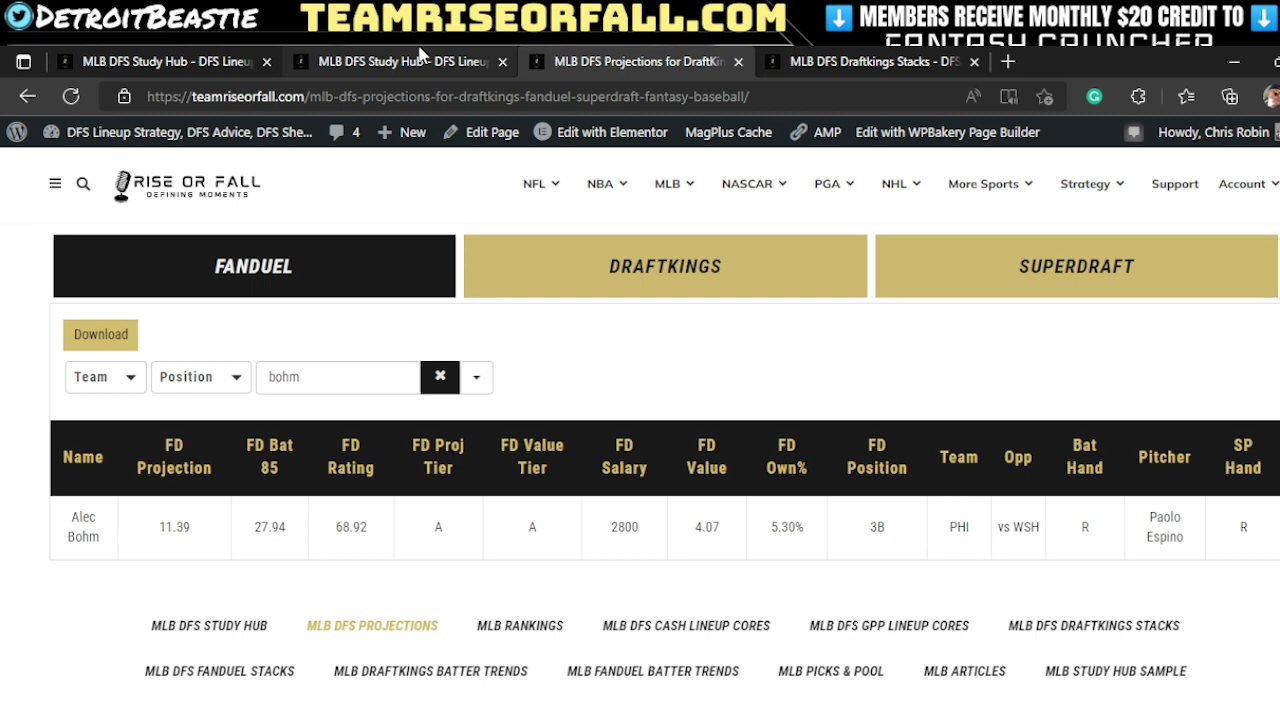 DETROITBEASTIE
TEAMRISEORFALL.COM
MEMBERS RECEIVE MONTHLY $20 CREDIT TO
FANTASY CRUNCHER
MLB DFS Study Hub - DFS Lineu
MLB DFS Study Hub - DFS Lineup
MLB DFS Projections for DraftKin
MLB DFS Draftkings Stacks - DFS
https://teamriseorfall.com/mlb-dfs-projections-for-draftkings-fanduel-superdraft-fantasy-baseball/
DFS Lineup Strategy, DFS Advice, DFS She... 4 New Edit Page Edit with Elementor MagPlus Cache AMP Edit with WPBakery Page Builder Howdy, Chris Robin
RISE OR FALL
DEFINING MOMENTS
NFL NBA MLB NASCAR PGA NHL More Sports Strategy Support Account
FANDUEL DRAFTKINGS SUPERDRAFT
Download
Team Position bohm
Name FD Projection FD Bat 85 FD Rating FD Proj Tier FD Value Tier FD Salary FD Value FD Own% FD Position Team Opp Bat Hand Pitcher SP Hand
Alec Bohm 11.39 27.94 68.92 A A 2800 4.07 5.30% 3B PHI vs WSH R Paolo Espino R
MLB DFS STUDY HUB MLB DFS PROJECTIONS MLB RANKINGS MLB DFS CASH LINEUP CORES MLB DFS GPP LINEUP CORES MLB DFS DRAFTKINGS STACKS
MLB DFS FANDUEL STACKS MLB DRAFTKINGS BATTER TRENDS MLB FANDUEL BATTER TRENDS MLB PICKS & POOL MLB ARTICLES MLB STUDY HUB SAMPLE